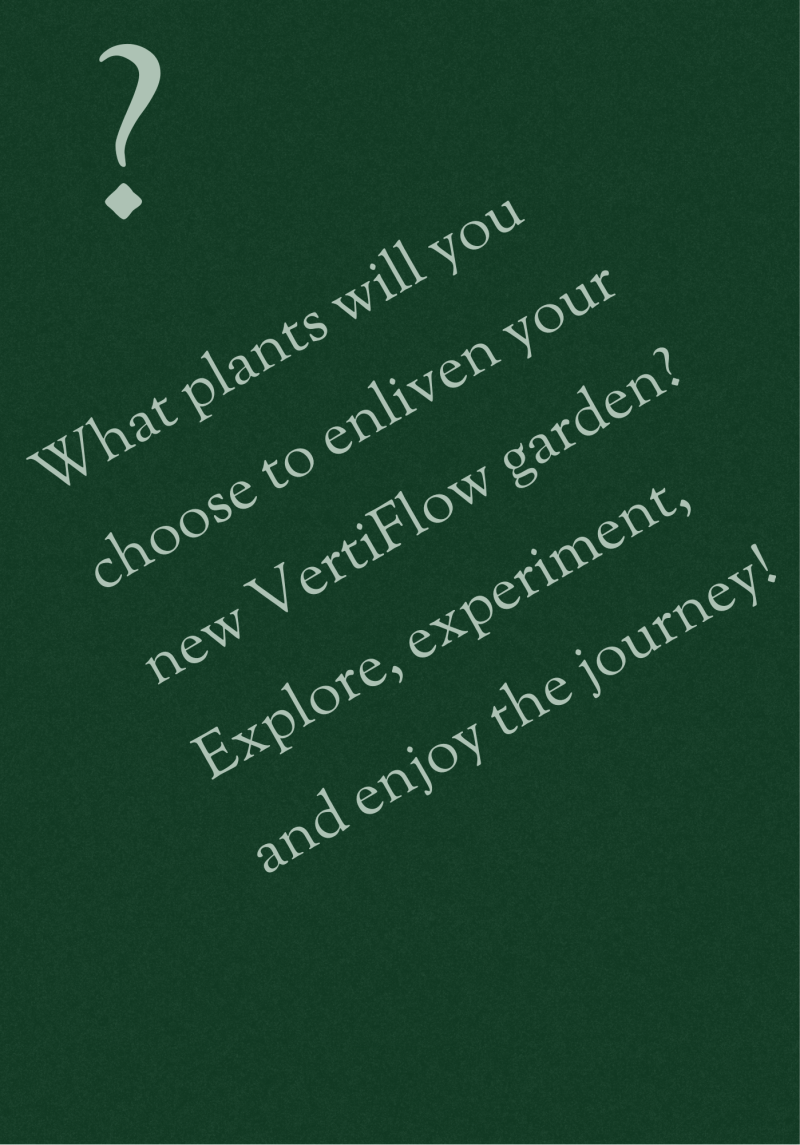 ?
What plants will you
choose to enliven your
new VertiFlow garden?
Explore, experiment,
and enjoy the journey!